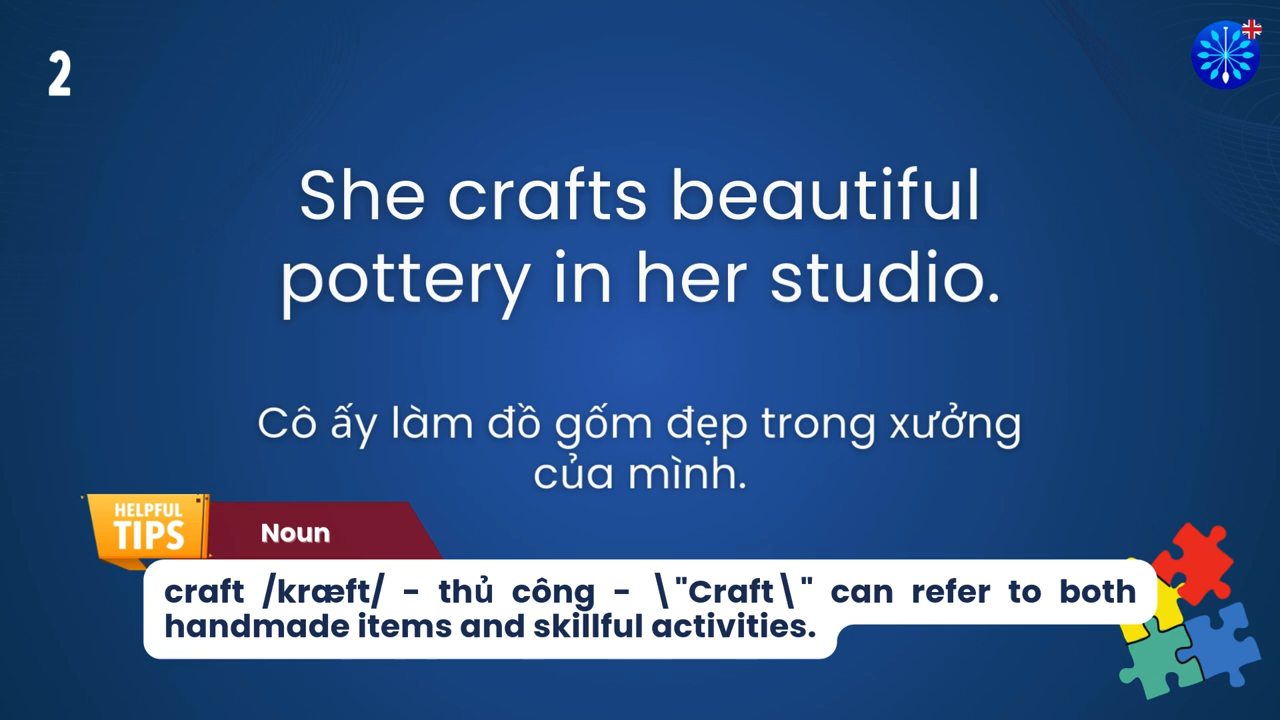 2
She crafts beautiful
pottery in her studio.
Cô ấy làm đồ gốm đẹp trong xưởng
của mình.
HELPFUL
TIPS
Noun
craft /kræft/ - thủ công - \"Craft\" can refer to both
handmade items and skillful activities.